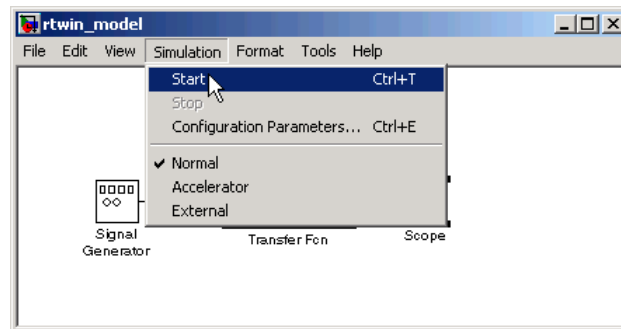 rtwin_model
File Edit View Simulation Format Tools Help
Start Ctrl+T
Stop
Configuration Parameters... Ctrl+E
Normal
Accelerator
External
Signal Generator
Transfer Fcn
Scope